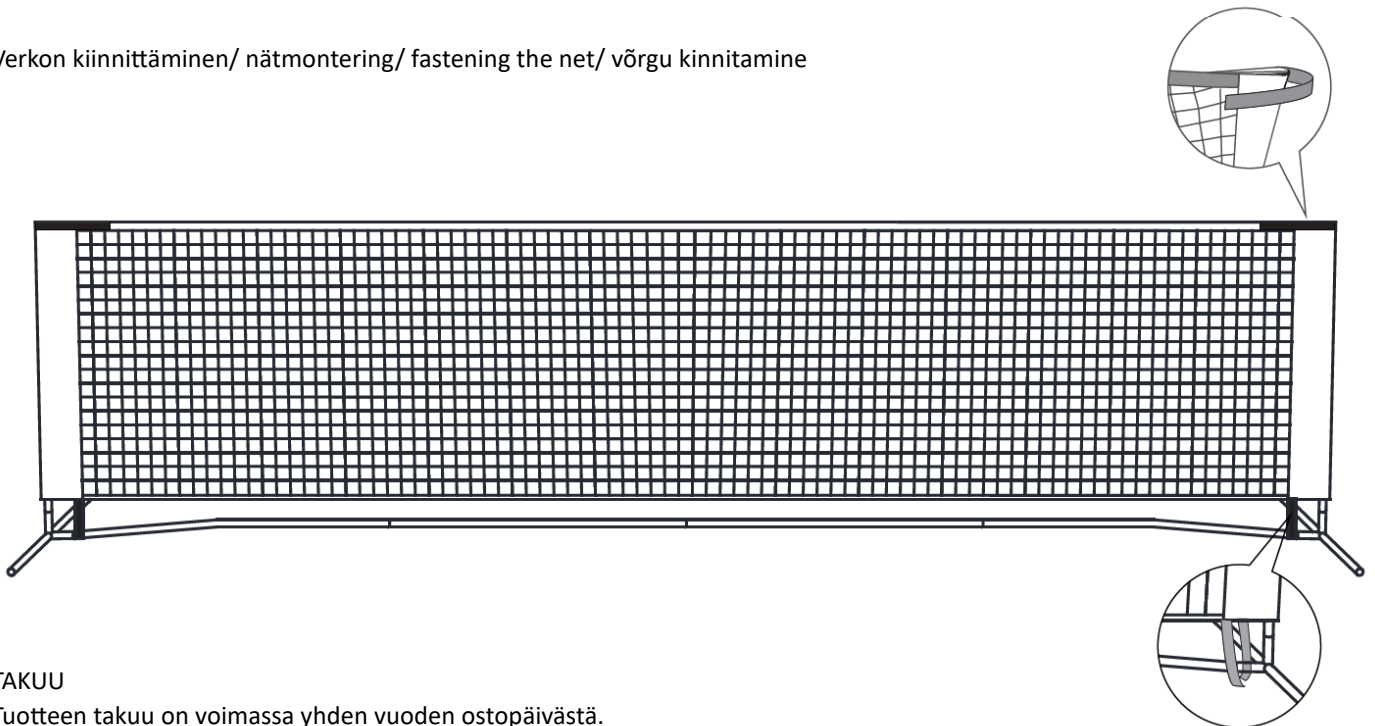 Verkon kiinnittäminen/ nätmontering/ fastening the net/ võrgu kinnitamine
TAKUU
Tuotteen takuu on voimassa yhden vuoden ostopäivästä.